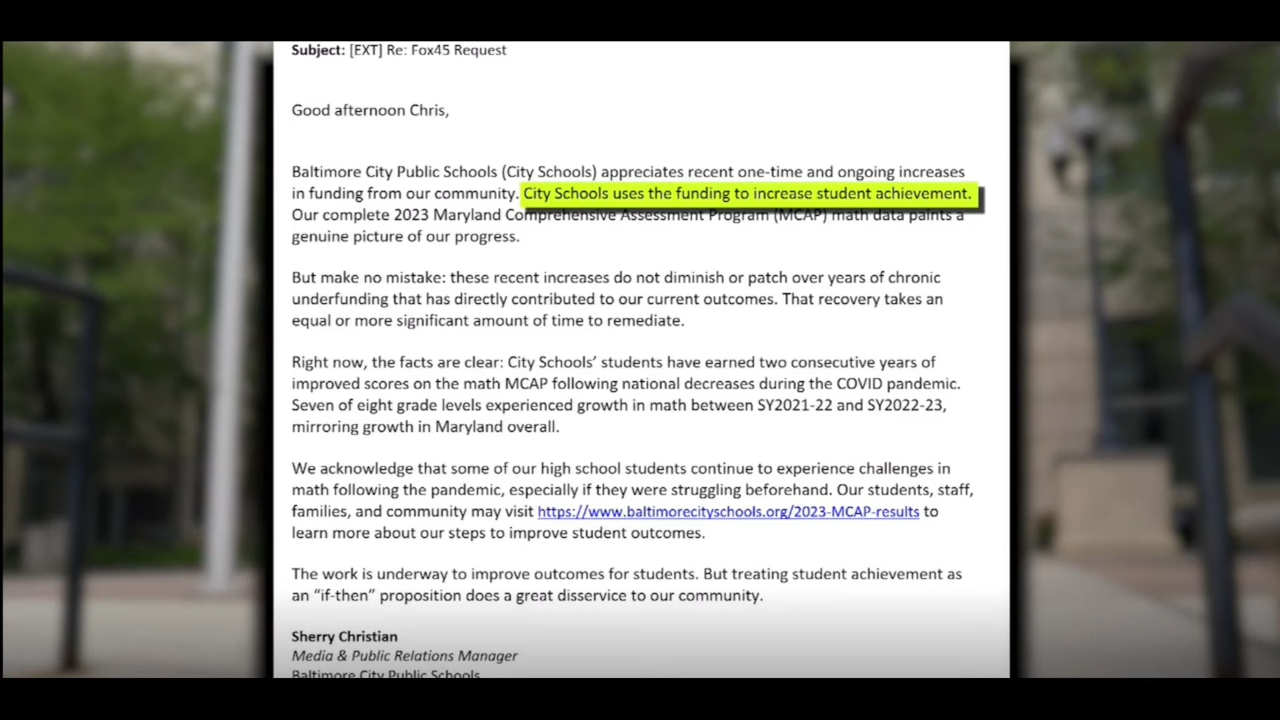 Subject: [EXT] Re: Fox45 Request
Good afternoon Chris,
Baltimore City Public Schools (City Schools) appreciates recent one-time and ongoing increases
in funding from our community. City Schools uses the funding to increase student achievement.
Our complete 2023 Maryland Comprehensive Assessment Program (MCAP) math data paints a
genuine picture of our progress.
But make no mistake: these recent increases do not diminish or patch over years of chronic
underfunding that has directly contributed to our current outcomes. That recovery takes an
equal or more significant amount of time to remediate.
Right now, the facts are clear: City Schools’ students have earned two consecutive years of
improved scores on the math MCAP following national decreases during the COVID pandemic.
Seven of eight grade levels experienced growth in math between SY2021-22 and SY2022-23,
mirroring growth in Maryland overall.
We acknowledge that some of our high school students continue to experience challenges in
math following the pandemic, especially if they were struggling beforehand. Our students, staff,
families, and community may visit https://www.baltimorecityschools.org/2023-MCAP-results to
learn more about our steps to improve student outcomes.
The work is underway to improve outcomes for students. But treating student achievement as
an “if-then” proposition does a great disservice to our community.
Sherry Christian
Media & Public Relations Manager
Baltimore City Public Schools